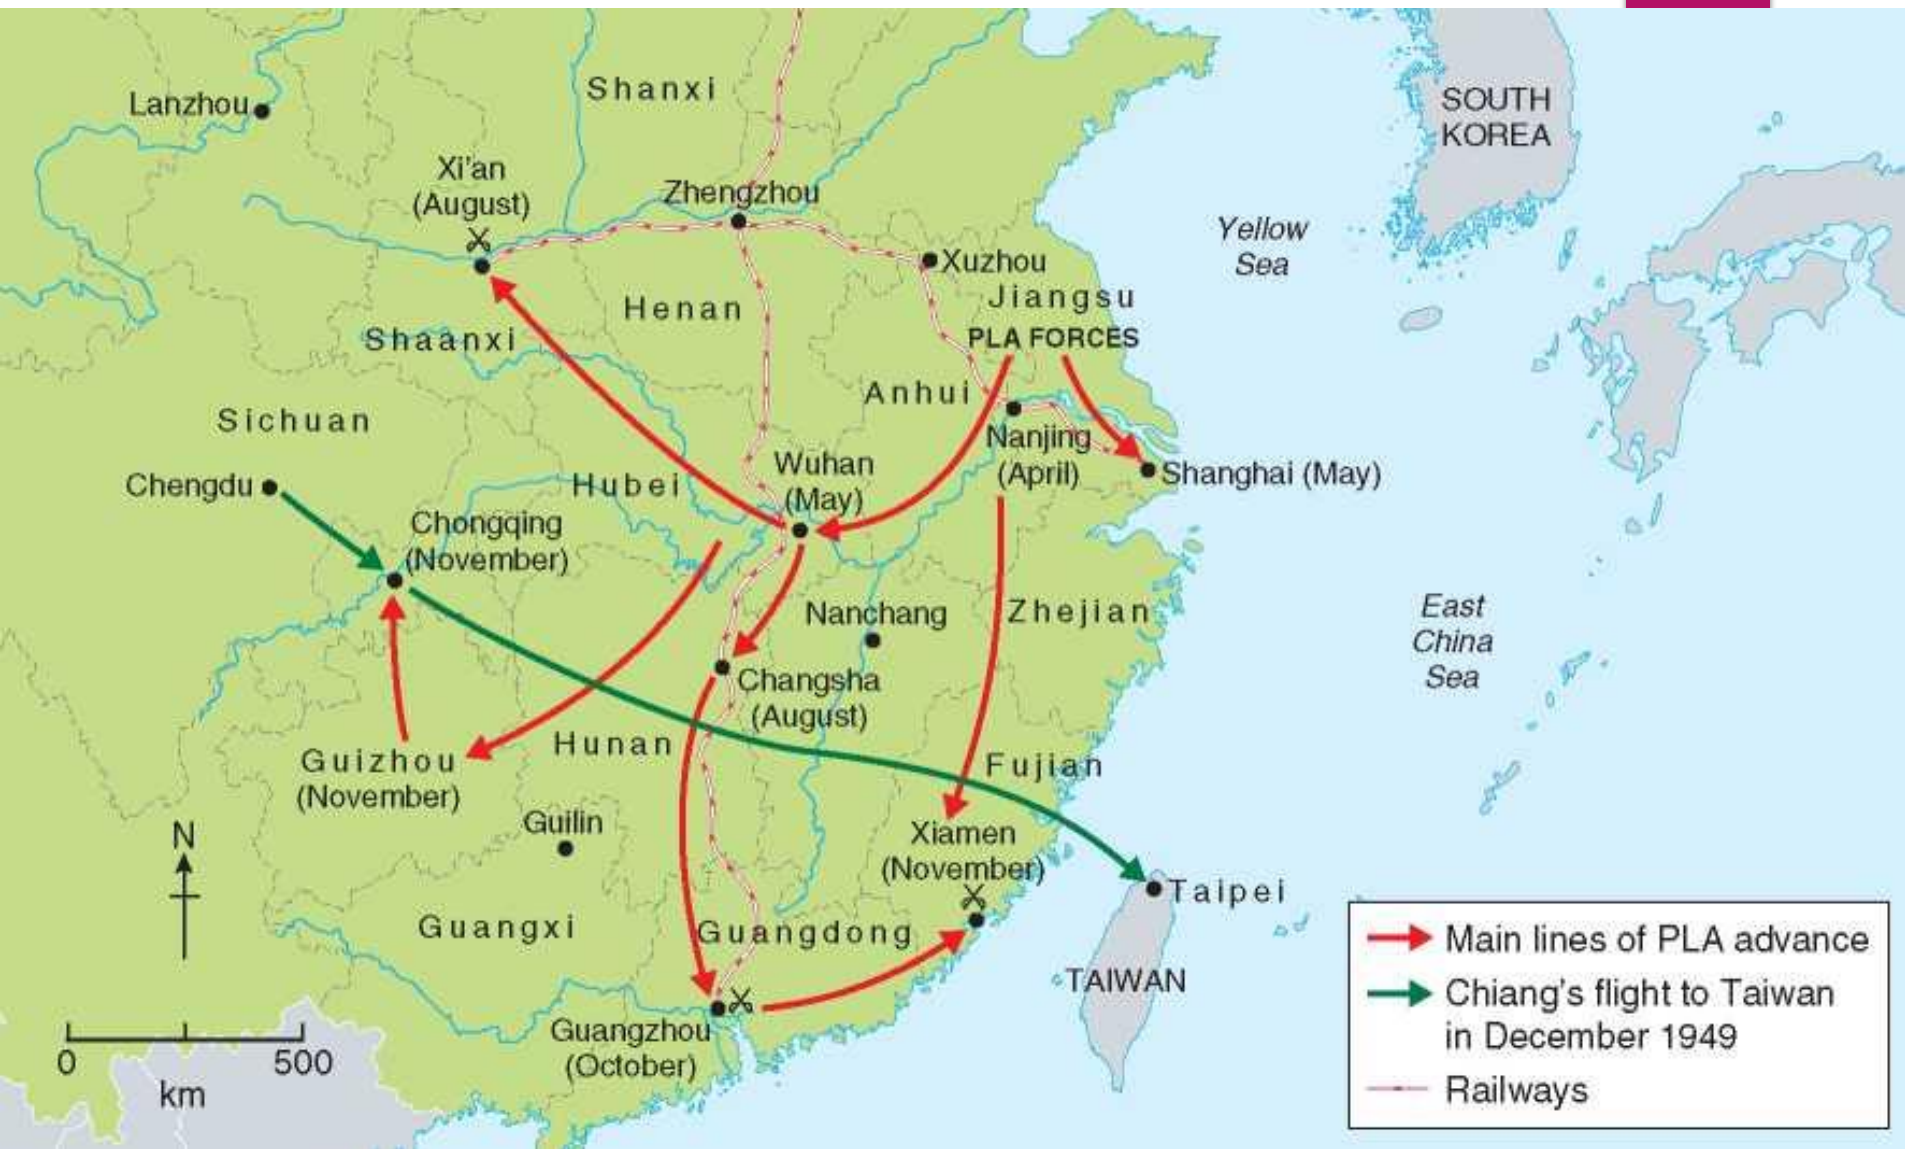 Shanxi
SOUTH
KOREA
Lanzhou
Xi'an
(August)
Zhengzhou
Yellow
Sea
Xuzhou
Jiangsu
Henan
PLA FORCES
Shaanxi
Anhui
Sichuan
Nanjing
(April)
Wuhan
(May)
Shanghai (May)
Chengdu
Hubei
Chongqing
(November)
Nanchang
Zhejian
East
China
Sea
Changsha
(August)
Hunan
Guizhou
(November)
Fujian
Guilin
Xiamen
(November)
N
Taipei
Guangxi
Guangdong
TAIWAN
Guangzhou
(October)
0 500
km
Main lines of PLA advance
Chiang's flight to Taiwan
in December 1949
Railways